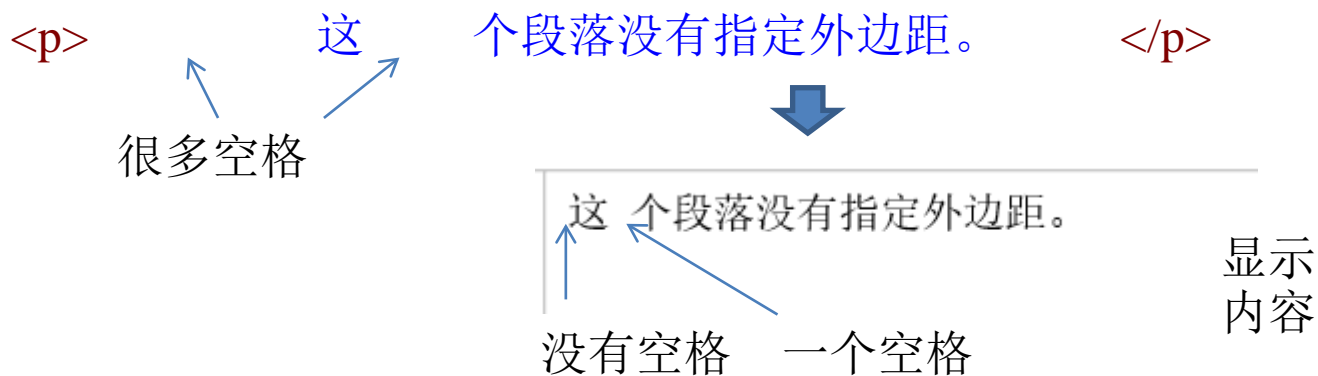 <p> 这 个段落没有指定外边距。 </p>
很多空格
这 个段落没有指定外边距。
显示
内容
没有空格 一个空格